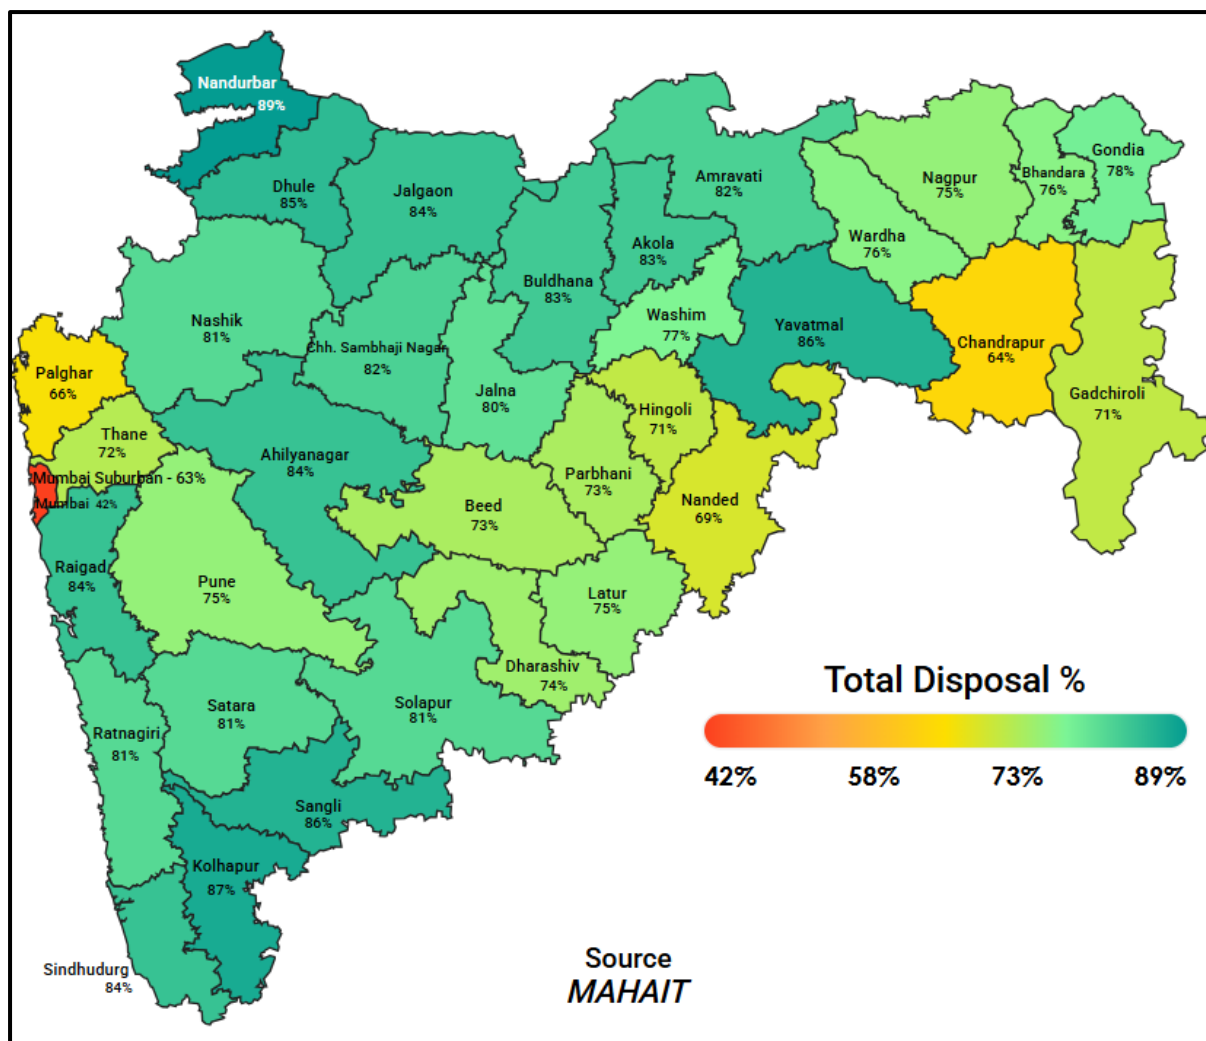 Nandurbar
89%
Dhule
85%
Jalgaon
84%
Buldhana
83%
Akola
83%
Amravati
82%
Wardha
76%
Nagpur
75%
Bhandara
76%
Gondia
78%
Nashik
81%
Chh. Sambhaji Nagar
82%
Jalna
80%
Washim
77%
Yavatmal
86%
Chandrapur
64%
Gadchiroli
71%
Palghar
66%
Thane
72%
Mumbai Suburban - 63%
Mumbai 42%
Ahilyanagar
84%
Beed
73%
Parbhani
73%
Hingoli
71%
Nanded
69%
Raigad
84%
Pune
75%
Latur
75%
Dharashiv
74%
Solapur
81%
Satara
81%
Ratnagiri
81%
Sangli
86%
Kolhapur
87%
Sindhudurg
84%
Total Disposal %
42% 58% 73% 89%
Source
MAHAIT